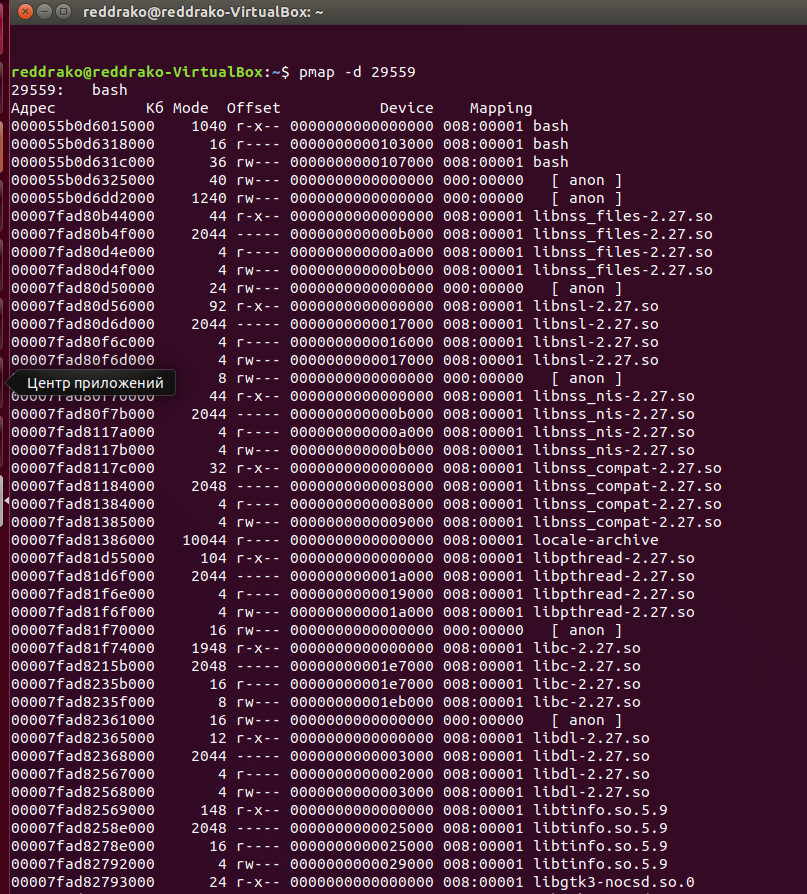 reddrako@reddrako-VirtualBox: ~
reddrako@reddrako-VirtualBox:~$ pmap -d 29559
29559:   bash
Адрес          Кб Mode  Offset           Device    Mapping
000055b0d6015000    1040 r-x-- 0000000000000000 008:00001 bash
000055b0d6318000      16 r---- 0000000000103000 008:00001 bash
000055b0d631c000      36 rw--- 0000000000107000 008:00001 bash
000055b0d6325000      40 rw--- 0000000000000000 000:00000   [ anon ]
000055b0d6dd2000    1240 rw--- 0000000000000000 000:00000   [ anon ]
00007fad80b44000      44 r-x-- 0000000000000000 008:00001 libnss_files-2.27.so
00007fad80b4f000    2044 ----- 000000000000b000 008:00001 libnss_files-2.27.so
00007fad80d4e000       4 r---- 000000000000a000 008:00001 libnss_files-2.27.so
00007fad80d4f000       4 rw--- 000000000000b000 008:00001 libnss_files-2.27.so
00007fad80d50000      24 rw--- 0000000000000000 000:00000   [ anon ]
00007fad80d56000      92 r-x-- 0000000000000000 008:00001 libnsl-2.27.so
00007fad80d6d000    2044 ----- 0000000000017000 008:00001 libnsl-2.27.so
00007fad80f6c000       4 r---- 0000000000016000 008:00001 libnsl-2.27.so
00007fad80f6d000       4 rw--- 0000000000017000 008:00001 libnsl-2.27.so
Центр приложений       8 rw--- 0000000000000000 000:00000   [ anon ]
00007fad80f70000      44 r-x-- 0000000000000000 008:00001 libnss_nis-2.27.so
00007fad80f7b000    2044 ----- 000000000000b000 008:00001 libnss_nis-2.27.so
00007fad8117a000       4 r---- 000000000000a000 008:00001 libnss_nis-2.27.so
00007fad8117b000       4 rw--- 000000000000b000 008:00001 libnss_nis-2.27.so
00007fad8117c000      32 r-x-- 0000000000000000 008:00001 libnss_compat-2.27.so
00007fad81184000    2048 ----- 0000000000008000 008:00001 libnss_compat-2.27.so
00007fad81384000       4 r---- 0000000000008000 008:00001 libnss_compat-2.27.so
00007fad81385000       4 rw--- 0000000000009000 008:00001 libnss_compat-2.27.so
00007fad81386000   10044 r---- 0000000000000000 008:00001 locale-archive
00007fad81d55000     104 r-x-- 0000000000000000 008:00001 libpthread-2.27.so
00007fad81d6f000    2044 ----- 000000000001a000 008:00001 libpthread-2.27.so
00007fad81f6e000       4 r---- 0000000000019000 008:00001 libpthread-2.27.so
00007fad81f6f000       4 rw--- 000000000001a000 008:00001 libpthread-2.27.so
00007fad81f70000      16 rw--- 0000000000000000 000:00000   [ anon ]
00007fad81f74000    1948 r-x-- 0000000000000000 008:00001 libc-2.27.so
00007fad8215b000    2048 ----- 00000000001e7000 008:00001 libc-2.27.so
00007fad8235b000      16 r---- 00000000001e7000 008:00001 libc-2.27.so
00007fad8235f000       8 rw--- 00000000001eb000 008:00001 libc-2.27.so
00007fad82361000      16 rw--- 0000000000000000 000:00000   [ anon ]
00007fad82365000      12 r-x-- 0000000000000000 008:00001 libdl-2.27.so
00007fad82368000    2044 ----- 0000000000003000 008:00001 libdl-2.27.so
00007fad82567000       4 r---- 0000000000002000 008:00001 libdl-2.27.so
00007fad82568000       4 rw--- 0000000000003000 008:00001 libdl-2.27.so
00007fad82569000     148 r-x-- 0000000000000000 008:00001 libtinfo.so.5.9
00007fad8258e000    2048 ----- 0000000000025000 008:00001 libtinfo.so.5.9
00007fad8278e000      16 r---- 0000000000025000 008:00001 libtinfo.so.5.9
00007fad82792000       4 rw--- 0000000000029000 008:00001 libtinfo.so.5.9
00007fad82793000      24 r-x-- 0000000000000000 008:00001 libgtk3-nocsd.so.0